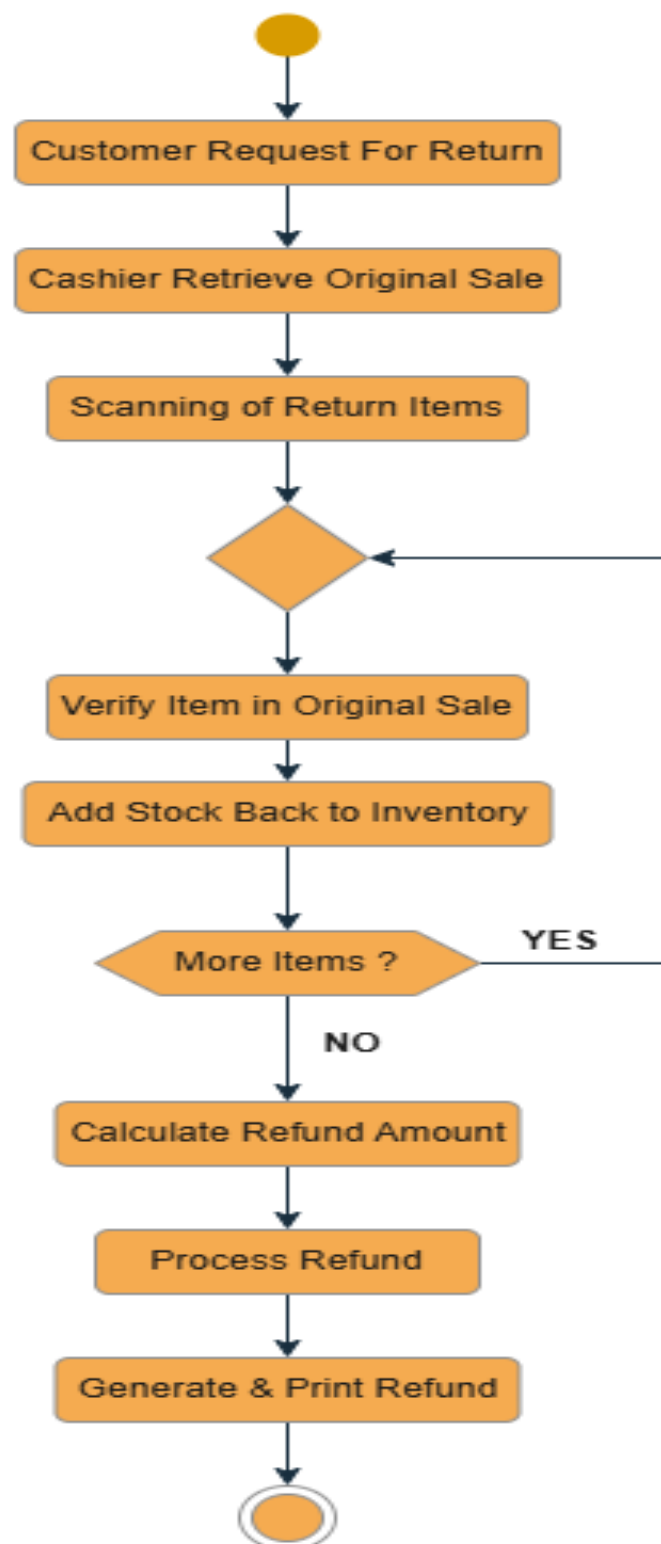 Customer Request For Return
Cashier Retrieve Original Sale
Scanning of Return Items
Verify Item in Original Sale
Add Stock Back to Inventory
More Items ?
YES
NO
Calculate Refund Amount
Process Refund
Generate & Print Refund